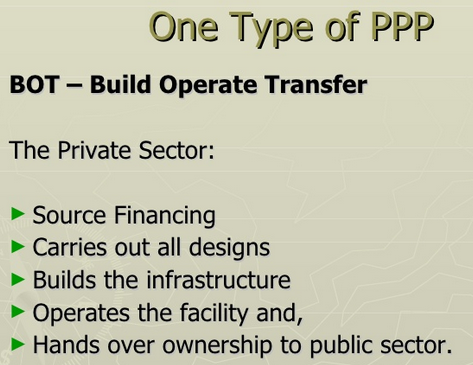 One Type of PPP
BOT – Build Operate Transfer
The Private Sector:
► Source Financing
► Carries out all designs
► Builds the infrastructure
► Operates the facility and,
► Hands over ownership to public sector.